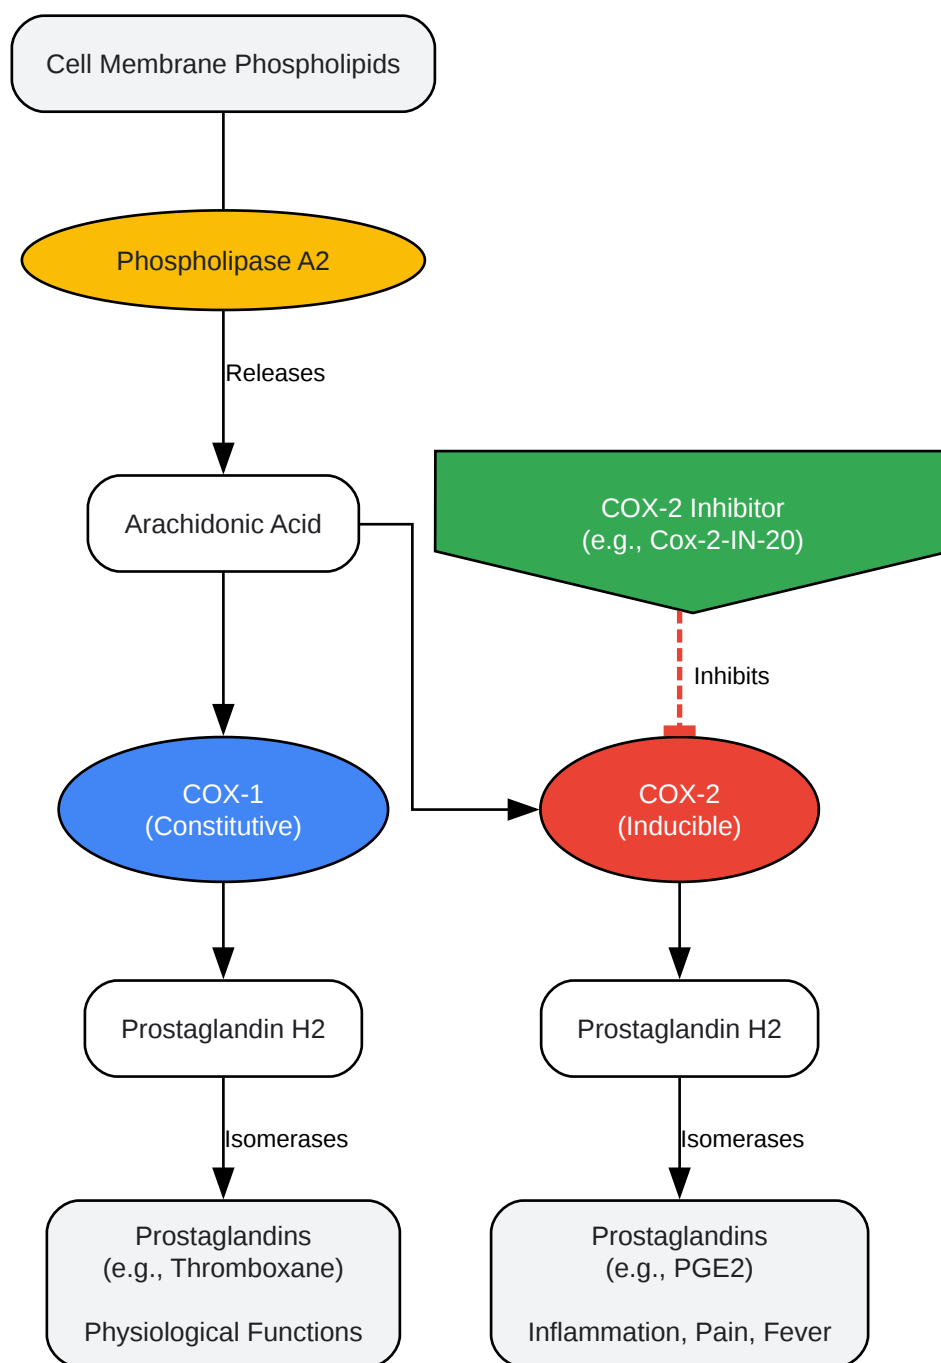 Cell Membrane Phospholipids
Phospholipase A2
Releases
Arachidonic Acid
COX-2 Inhibitor
(e.g., Cox-2-IN-20)
Inhibits
COX-1
(Constitutive)
COX-2
(Inducible)
Prostaglandin H2
Prostaglandin H2
Isomerases
Isomerases
Prostaglandins
(e.g., Thromboxane)
Physiological Functions
Prostaglandins
(e.g., PGE2)
Inflammation, Pain, Fever